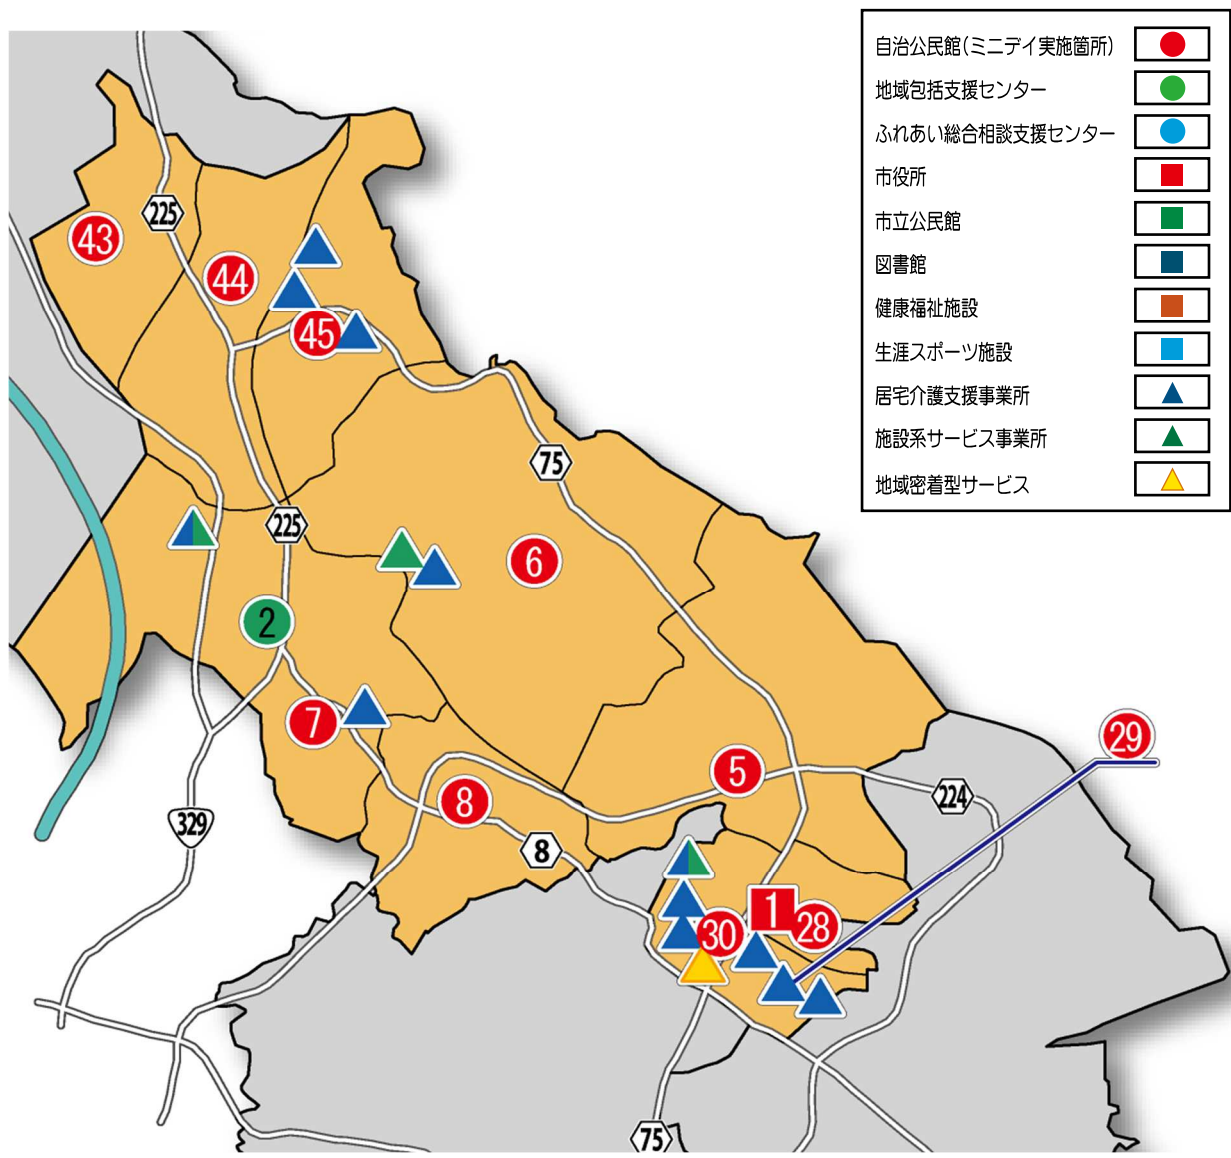 自治公民館(ミニデイ実施箇所)
地域包括支援センター
ふれあい総合相談支援センター
市役所
市立公民館
図書館
健康福祉施設
生涯スポーツ施設
居宅介護支援事業所
施設系サービス事業所
地域密着型サービス
225
43
44
45
75
225
6
2
7
29
5
8
224
329
8
1
28
30
75